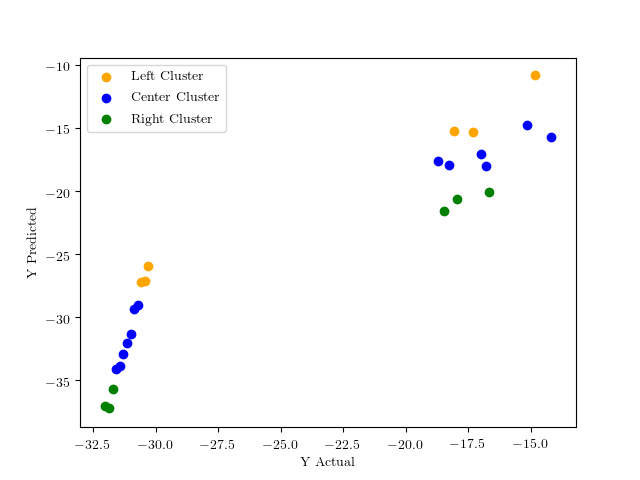 −10
−15
−20
−25
−30
−35
Y Predicted
Left Cluster
Center Cluster
Right Cluster
−32.5 −30.0 −27.5 −25.0 −22.5 −20.0 −17.5 −15.0
Y Actual